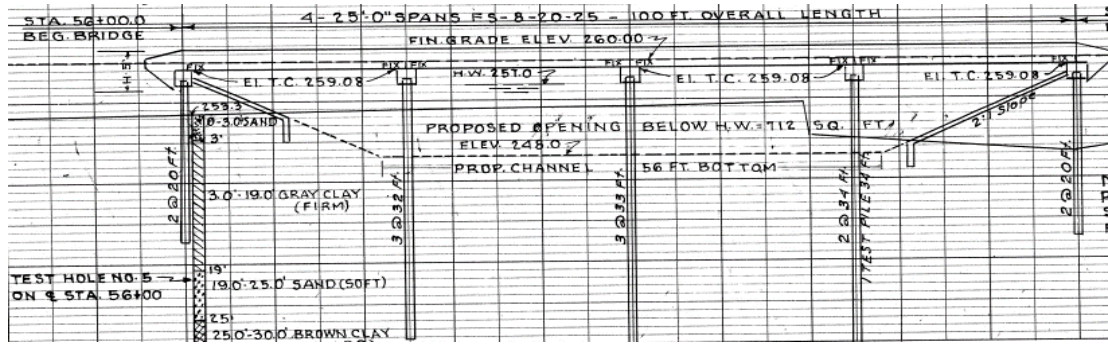 STA. 56+00.0
BEG. BRIDGE
4 - 25'-0" SPANS FS-8-20-25 - 100 FT. OVERALL LENGTH
FIN. GRADE ELEV. 260.00
FIX
FIX
FIX
FIX
FIX
FIX
FIX
El. T.C. 259.08
H.W. 257.0
El. T.C. 259.08
El. T.C. 259.08
253.3
0-3.0' SAND
3'
PROPOSED OPENING BELOW H.W. = 712 SQ. FT.
ELEV. 248.0
PROP. CHANNEL 56 FT. BOTTOM
2:1 Slope
3.0'-19.0' GRAY CLAY
(FIRM)
2 @ 20 Ft.
3 @ 32 Ft.
3 @ 33 Ft.
2 @ 34 Ft.
1 TEST PILE 34 Ft.
2 @ 20 Ft.
TEST HOLE NO. 5
ON ℄ STA. 56+00
19'
19.0'-25.0' SAND (SOFT)
25'
25.0'-30.0' BROWN CLAY